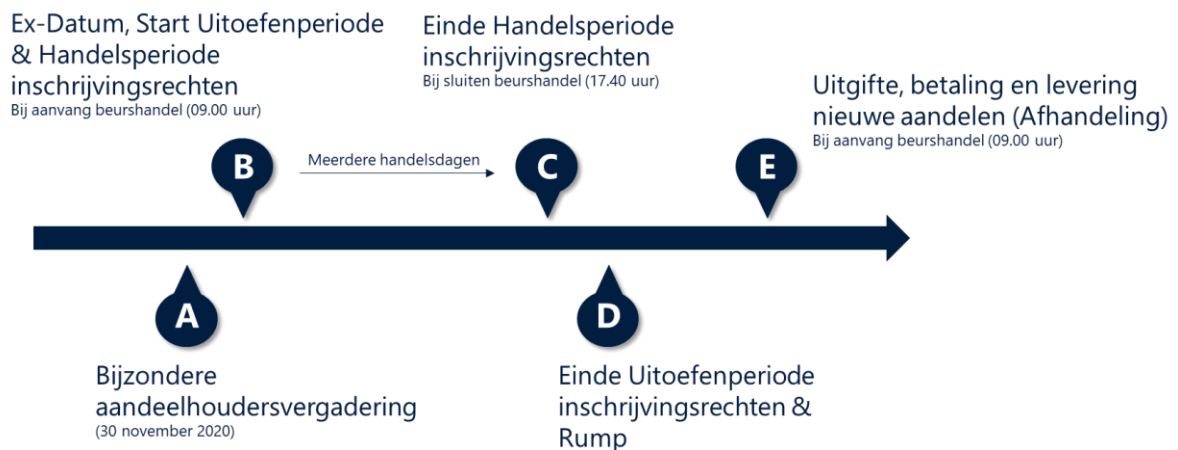 Ex-Datum, Start Uitoefenperiode
& Handelsperiode
inschrijvingsrechten
Bij aanvang beurshandel (09.00 uur)
Einde Handelsperiode
inschrijvingsrechten
Bij sluiten beurshandel (17.40 uur)
Uitgifte, betaling en levering
nieuwe aandelen (Afhandeling)
Bij aanvang beurshandel (09.00 uur)
B
Meerdere handelsdagen
C
E
A
D
Bijzondere
aandeelhoudersvergadering
(30 november 2020)
Einde Uitoefenperiode
inschrijvingsrechten &
Rump